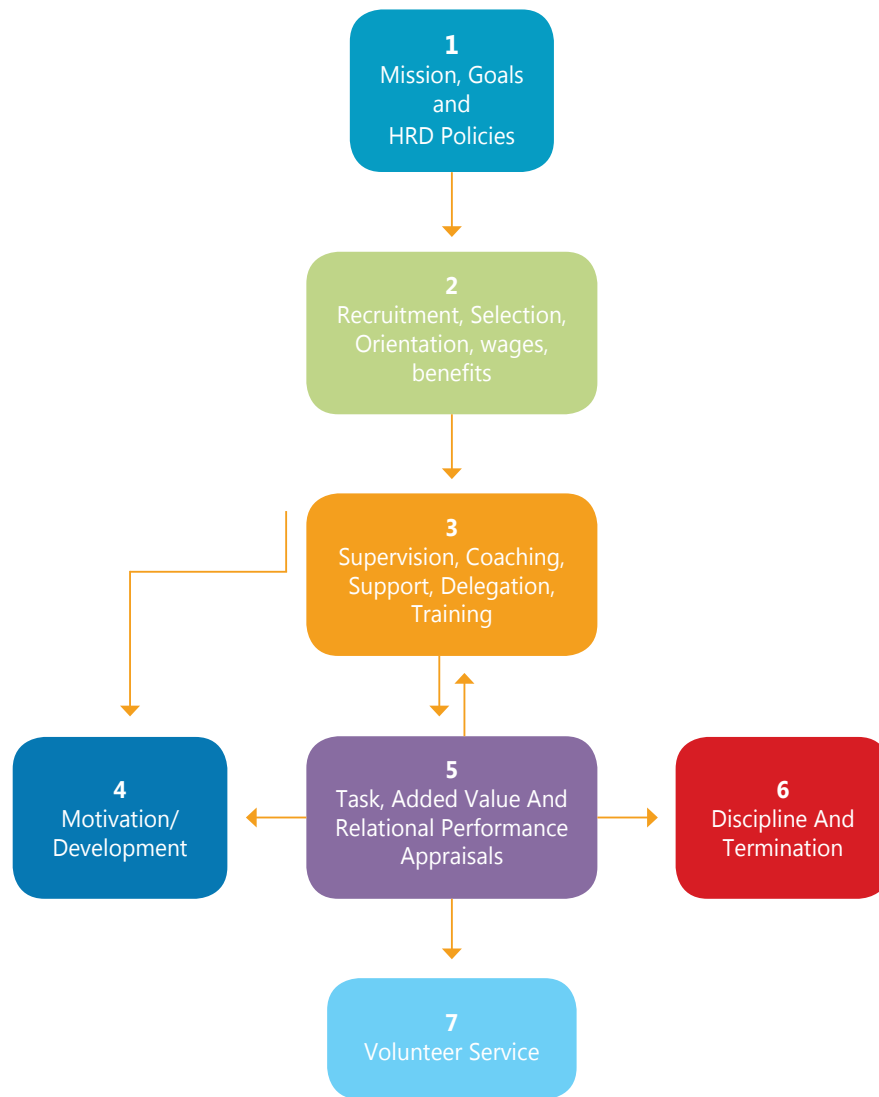 1
Mission, Goals
and
HRD Policies
2
Recruitment, Selection,
Orientation, wages,
benefits
3
Supervision, Coaching,
Support, Delegation,
Training
4
Motivation/
Development
5
Task, Added Value And
Relational Performance
Appraisals
6
Discipline And
Termination
7
Volunteer Service